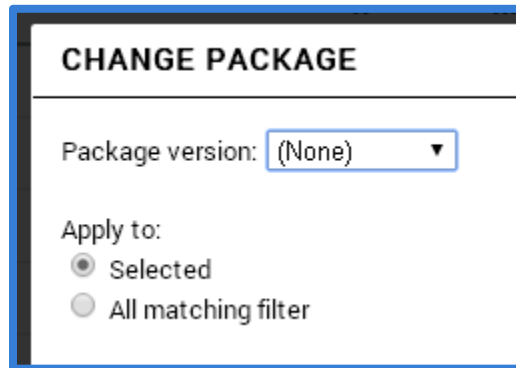 CHANGE PACKAGE
Package version: (None)
Apply to:
Selected
All matching filter